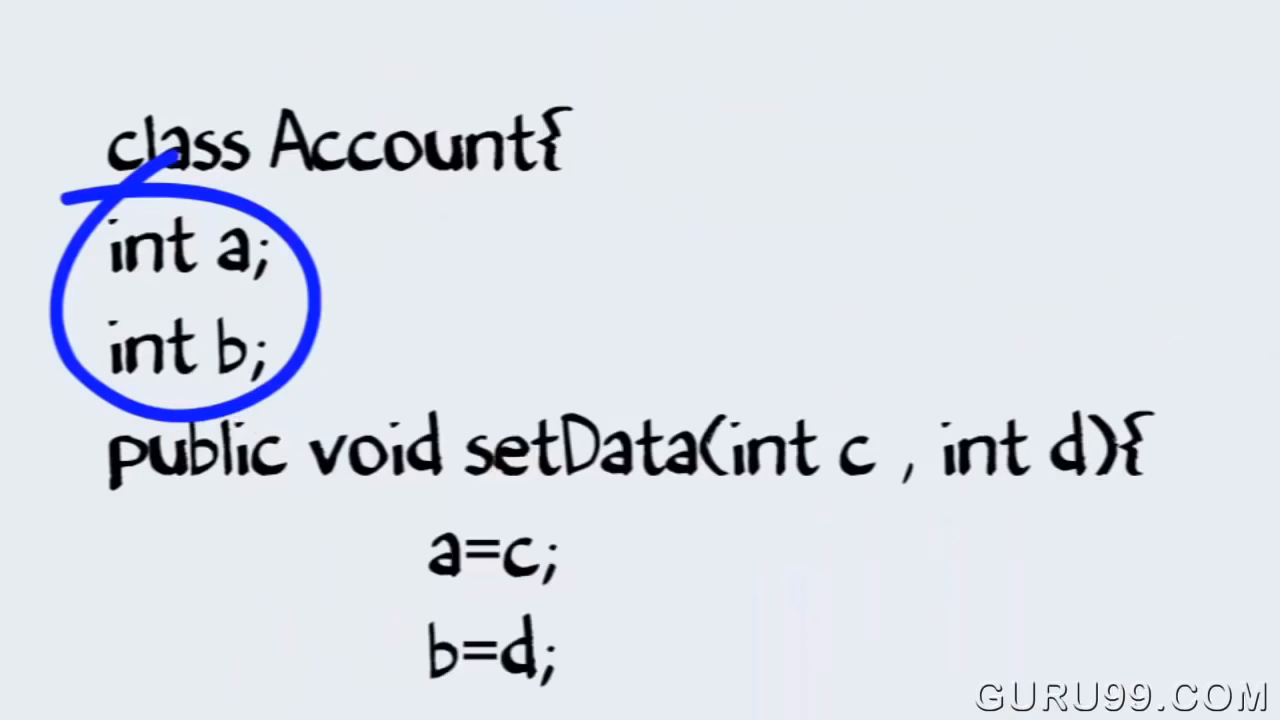 class Account{
int a;
int b;
public void setData(int c , int d){
a=c;
b=d;
GURU99.COM